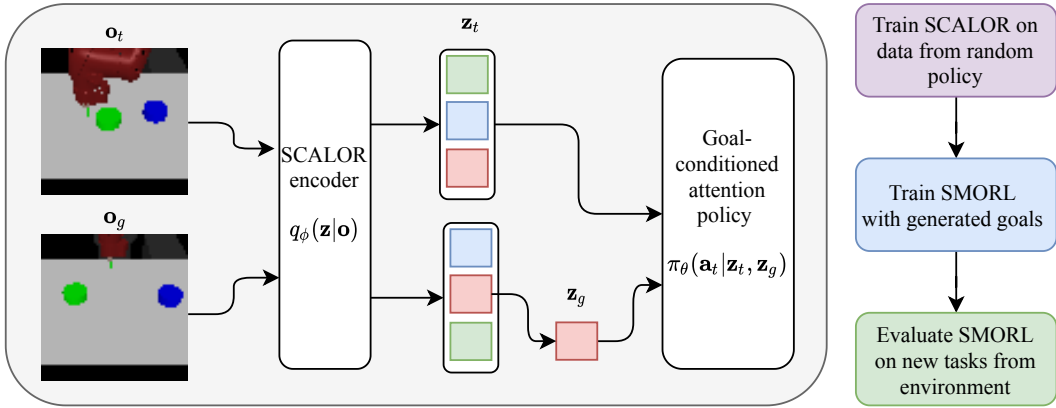 𝐨_t
𝐨_g
SCALOR
encoder
q_ϕ(𝐳|𝐨)
𝐳_t
𝐳_g
Goal-
conditioned
attention
policy
π_θ(𝐚_t|𝐳_t, 𝐳_g)
Train SCALOR on
data from random
policy
Train SMORL
with generated goals
Evaluate SMORL
on new tasks from
environment